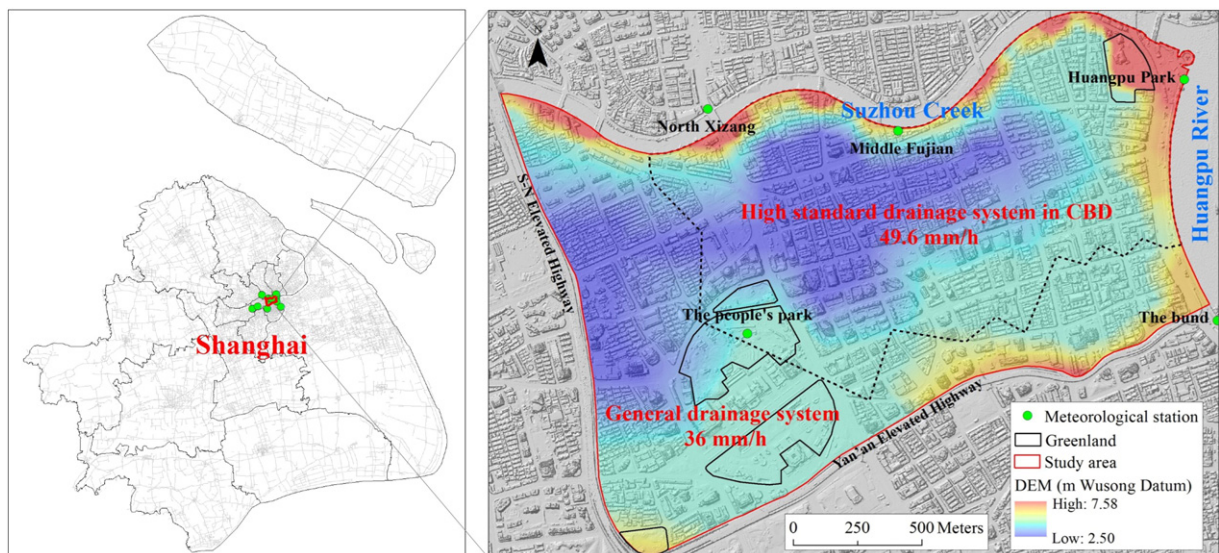 Shanghai
Huangpu Park
North Xizang
Suzhou Creek
Middle Fujian
Huangpu River
S-N Elevated Highway
High standard drainage system in CBD
49.6 mm/h
The people's park
The bund
General drainage system
36 mm/h
Yan'an Elevated Highway
Meteorological station
Greenland
Study area
DEM (m Wusong Datum)
High: 7.58
Low: 2.50
0 250 500 Meters